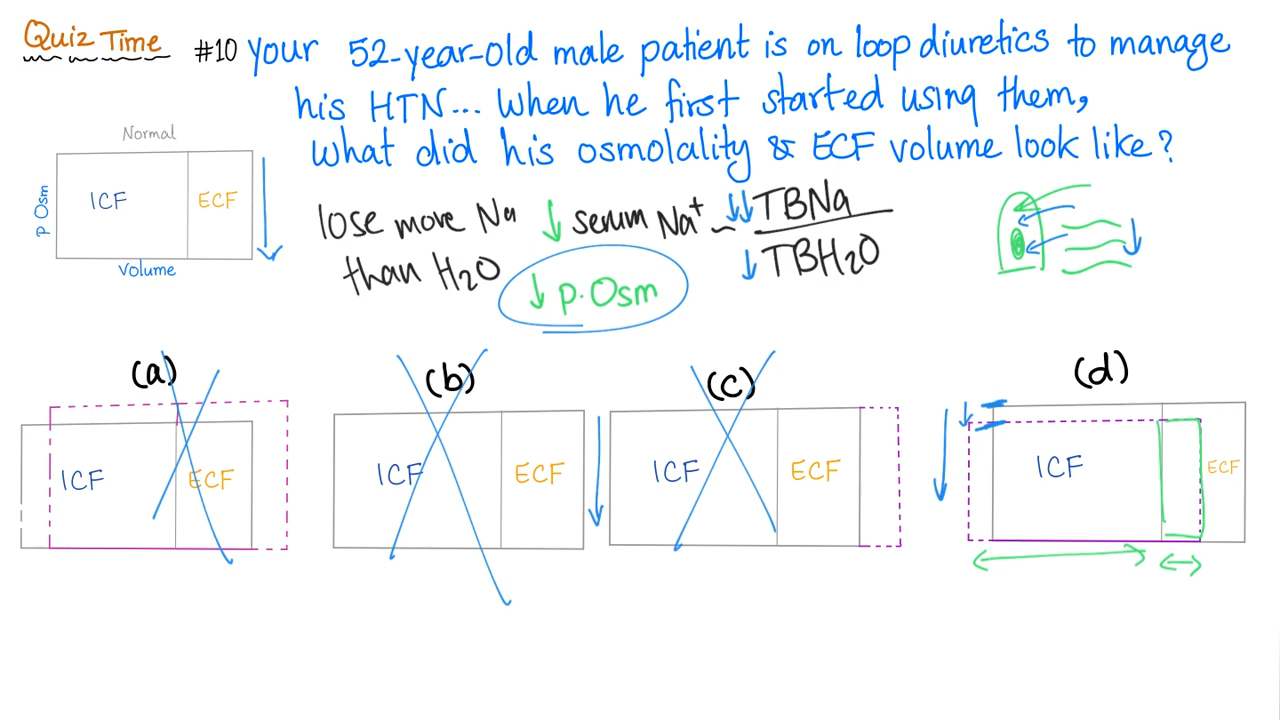 Quiz Time #10 your 52-year-old male patient is on loop diuretics to manage
his HTN... When he first started using them,
What did his osmolality & ECF volume look like?
Normal
P Osm
ICF ECF
Volume
lose more Na
than H2O
↓ serum Na+ ~ ↓↓TBNa
↓TBH2O
↓ p.Osm
(a) (b) (c) (d)
ICF ECF
ICF ECF
ICF ECF
ICF ECF